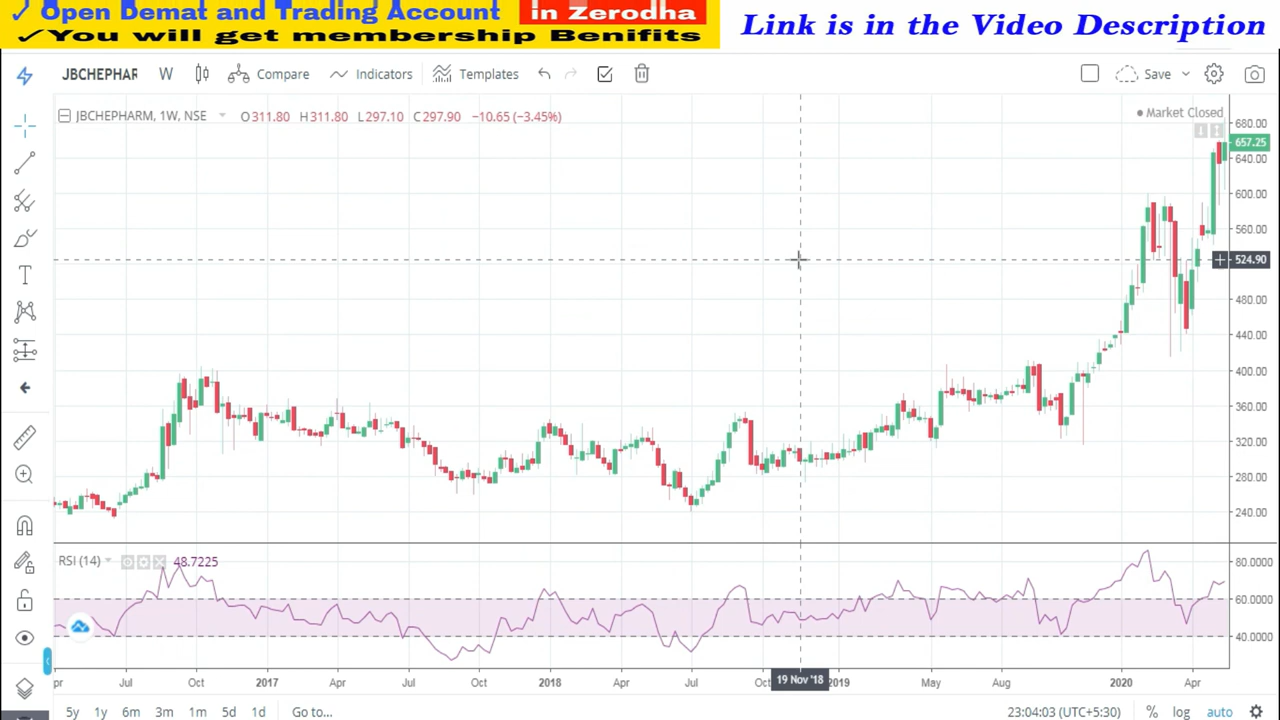 ✓ Open Demat and Trading Account In Zerodha
✓You will get membership Benifits
Link is in the Video Description
JBCHEPHAR W Compare Indicators Templates Save
JBCHEPHARM, 1W, NSE O311.80 H311.80 L297.10 C297.90 −10.65 (−3.45%)
Market Closed
680.00
657.25
640.00
600.00
560.00
524.90
480.00
440.00
400.00
360.00
320.00
280.00
240.00
RSI (14) 48.7225
80.0000
60.0000
40.0000
pr Jul Oct 2017 Apr Jul Oct 2018 Apr Jul Oct 19 Nov '18 2019 May Aug 2020 Apr
5y 1y 6m 3m 1m 5d 1d Go to... 23:04:03 (UTC+5:30) % log auto